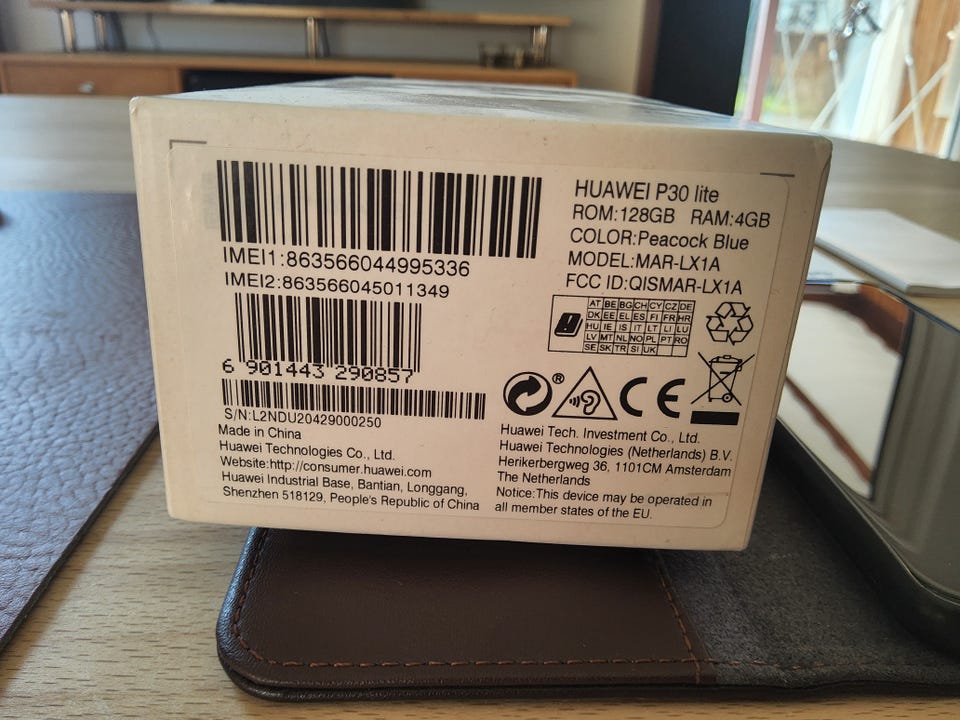 IMEI1:863566044995336
IMEI2:863566045011349
6 901443 290857
S/N:L2NDU20429000250
Made in China
Huawei Technologies Co., Ltd.
Website:http://consumer.huawei.com
Huawei Industrial Base, Bantian, Longgang,
Shenzhen 518129, People's Republic of China
HUAWEI P30 lite
ROM:128GB RAM:4GB
COLOR:Peacock Blue
MODEL:MAR-LX1A
FCC ID:QISMAR-LX1A
AT BE BG CH CY CZ DE
DK EE EL ES FI FR HR
HU IE IS IT LT LI LU
LV MT NL NO PL PT RO
SE SK TR SI UK
®
CE
Huawei Tech. Investment Co., Ltd.
Huawei Technologies (Netherlands) B.V.
Herikerbergweg 36, 1101CM Amsterdam
The Netherlands
Notice:This device may be operated in
all member states of the EU.